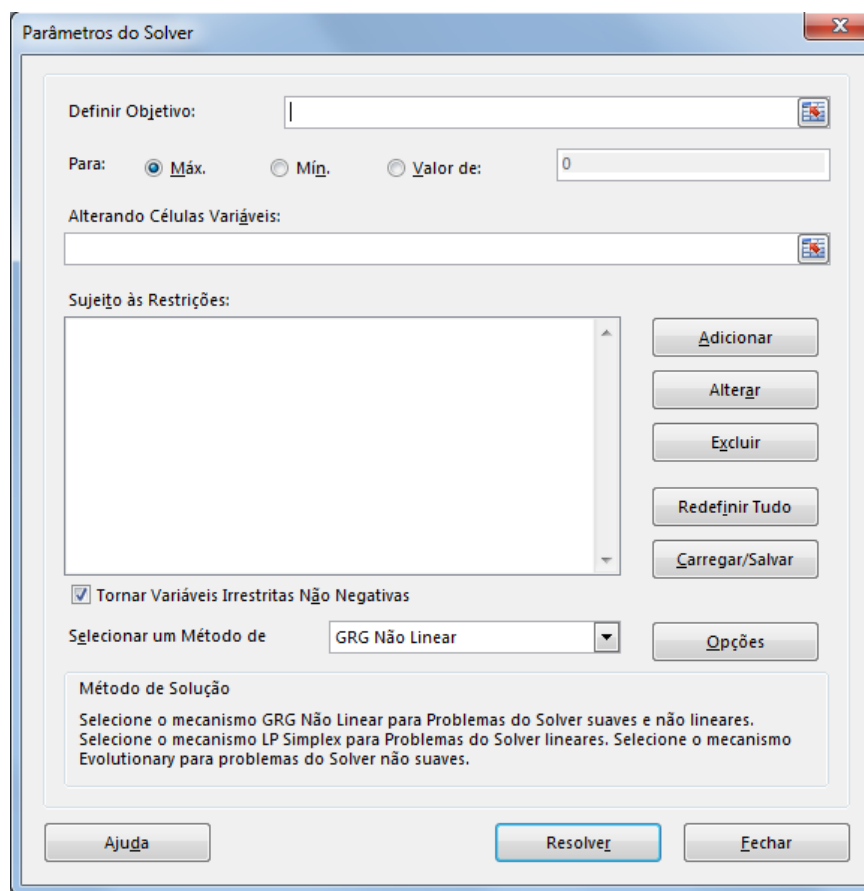 Parâmetros do Solver
Definir Objetivo:
Para: Máx. Mín. Valor de: 0
Alterando Células Variáveis:
Sujeito às Restrições:
Adicionar
Alterar
Excluir
Redefinir Tudo
Carregar/Salvar
Tornar Variáveis Irrestritas Não Negativas
Selecionar um Método de GRG Não Linear Opções
Método de Solução
Selecione o mecanismo GRG Não Linear para Problemas do Solver suaves e não lineares.
Selecione o mecanismo LP Simplex para Problemas do Solver lineares. Selecione o mecanismo
Evolutionary para problemas do Solver não suaves.
Ajuda Resolver Fechar